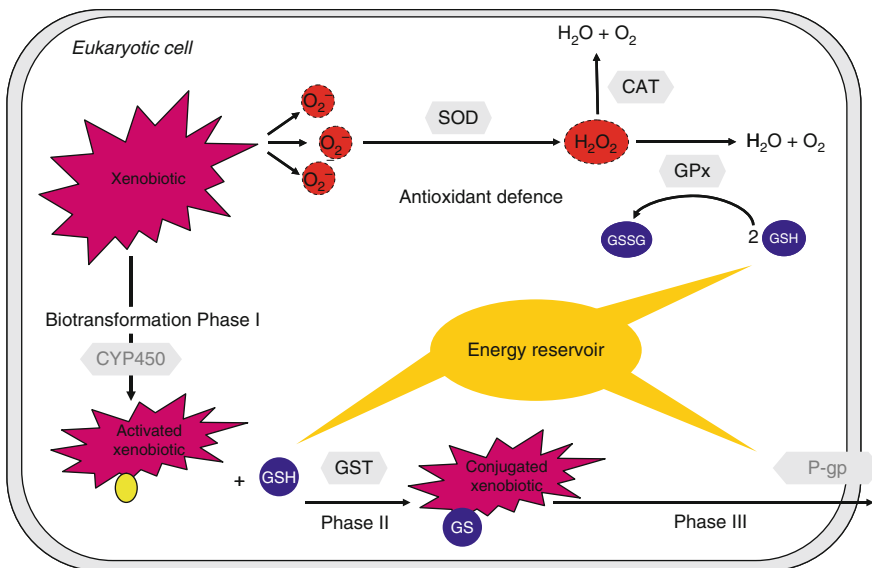 Eukaryotic cell
H₂O + O₂
CAT
O₂⁻
SOD
O₂⁻
H₂O₂
H₂O + O₂
Xenobiotic
O₂⁻
GPx
Antioxidant defence
GSSG
2 GSH
Biotransformation Phase I
Energy reservoir
CYP450
Activated
xenobiotic
+ GSH
GST
Conjugated
xenobiotic
P-gp
Phase II
GS
Phase III